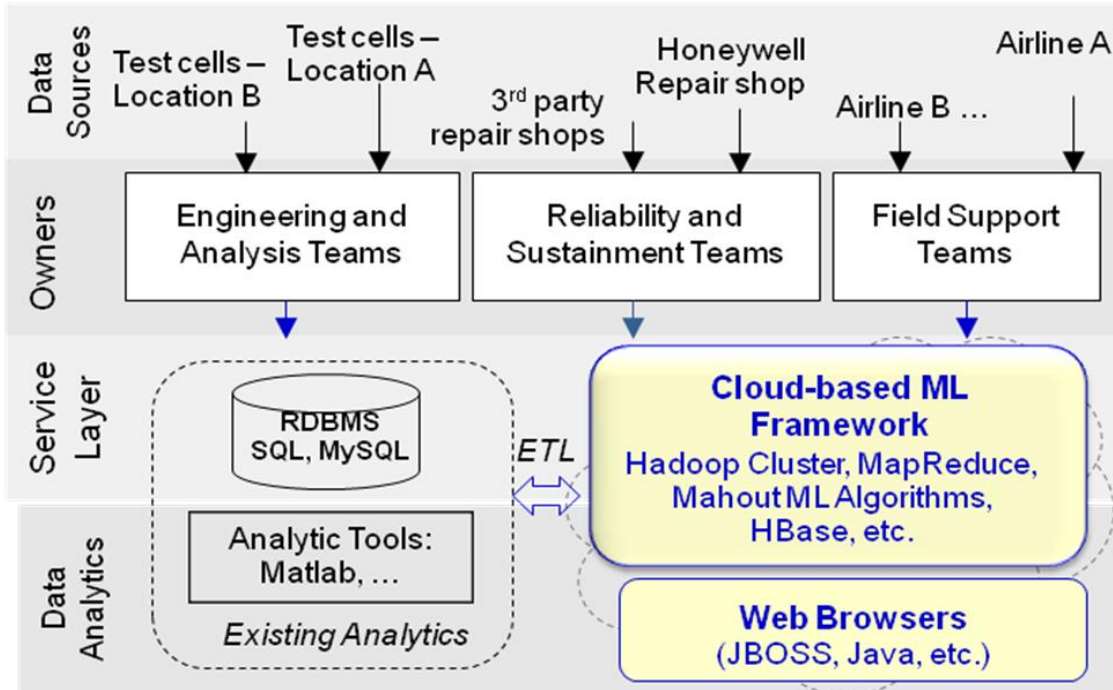 Data
Sources
Test cells –
Location B
Test cells –
Location A
3rd party
repair shops
Honeywell
Repair shop
Airline B ...
Airline A
Owners
Engineering and
Analysis Teams
Reliability and
Sustainment Teams
Field Support
Teams
Service
Layer
RDBMS
SQL, MySQL
ETL
Cloud-based ML
Framework
Hadoop Cluster, MapReduce,
Mahout ML Algorithms,
HBase, etc.
Data
Analytics
Analytic Tools:
Matlab, ...
Existing Analytics
Web Browsers
(JBOSS, Java, etc.)